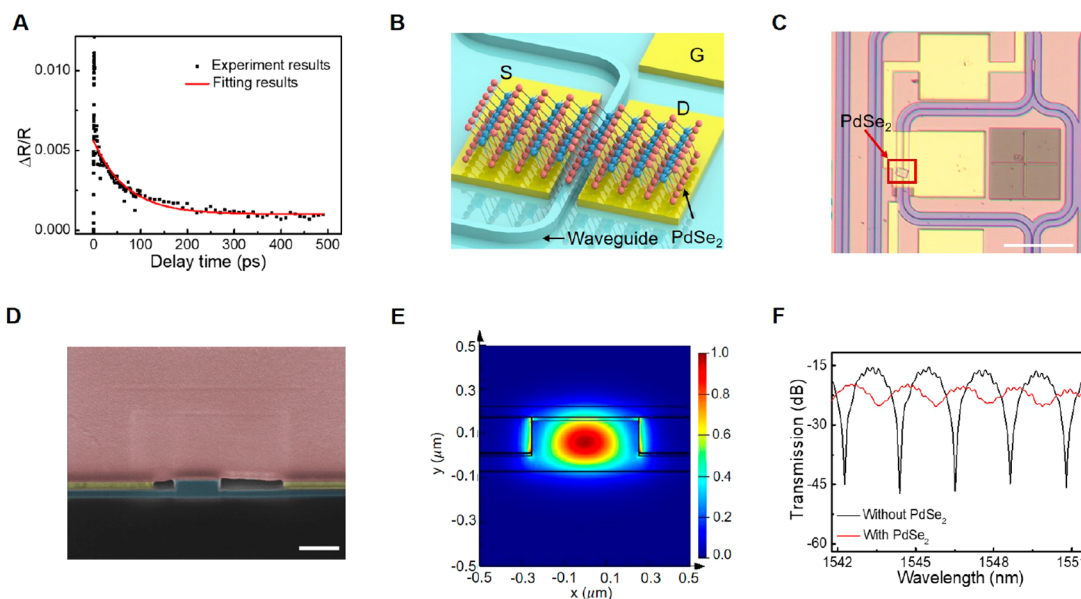 A
ΔR/R
0.010
0.005
0.000
Experiment results
Fitting results
0 100 200 300 400 500
Delay time (ps)
B
G
S
D
Waveguide
PdSe2
C
PdSe2
D
E
y (μm)
0.5
0.3
0.1
-0.1
-0.3
-0.5
-0.5 -0.3 -0.1 0.1 0.3 0.5
x (μm)
1.0
0.8
0.6
0.4
0.2
0.0
F
Transmission (dB)
-15
-30
-45
-60
Without PdSe2
With PdSe2
1542 1545 1548 1551
Wavelength (nm)